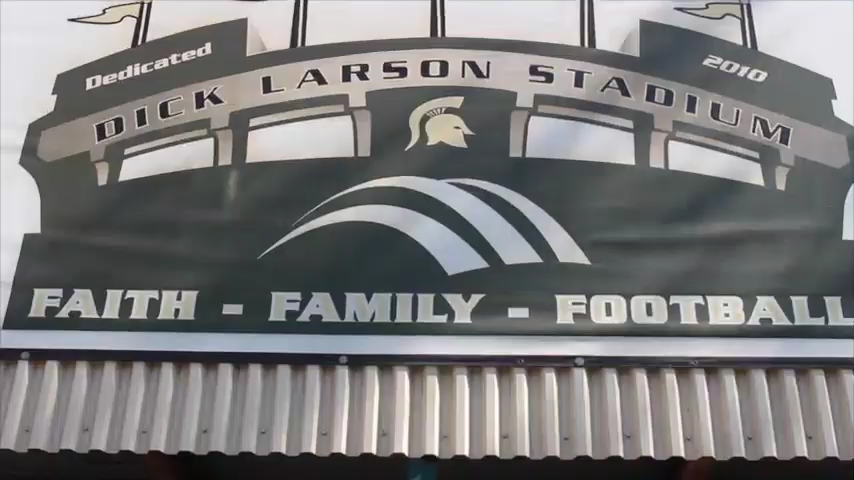 Dedicated 2010
DICK LARSON STADIUM
FAITH - FAMILY - FOOTBALL